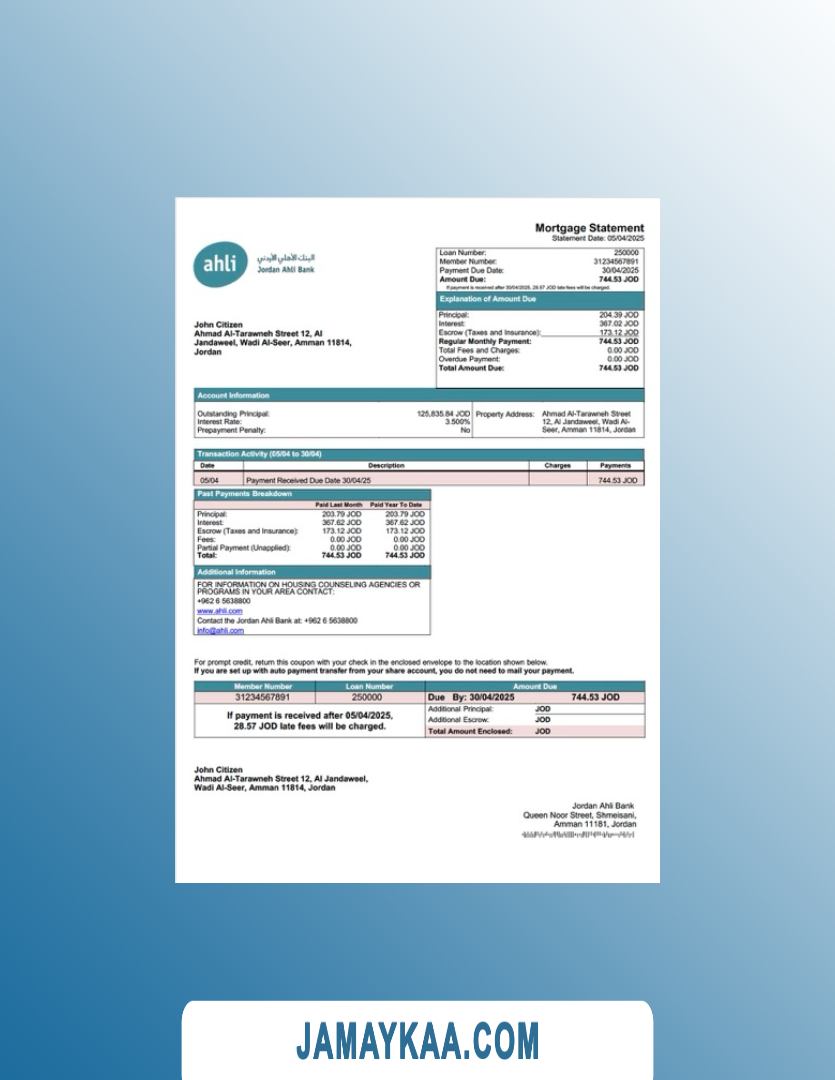 Mortgage Statement
Statement Date: 05/04/2025
ahli
البنك الأهلي الأردني
Jordan Ahli Bank
Loan Number: 250000
Member Number: 31234567891
Payment Due Date: 30/04/2025
Amount Due: 744.53 JOD
If payment is received after 30/04/2025, 28.57 JOD late fees will be charged.
Explanation of Amount Due
Principal: 204.39 JOD
Interest: 367.02 JOD
Escrow (Taxes and Insurance): 173.12 JOD
Regular Monthly Payment: 744.53 JOD
Total Fees and Charges: 0.00 JOD
Overdue Payment: 0.00 JOD
Total Amount Due: 744.53 JOD
John Citizen
Ahmad Al-Tarawneh Street 12, Al
Jandaweel, Wadi Al-Seer, Amman 11814,
Jordan
Account Information
Outstanding Principal: 125,835.84 JOD
Interest Rate: 3.500%
Prepayment Penalty: No
Property Address: Ahmad Al-Tarawneh Street
12, Al Jandaweel, Wadi Al-
Seer, Amman 11814, Jordan
Transaction Activity (05/04 to 30/04)
Date Description Charges Payments
05/04 Payment Received Due Date 30/04/25 744.53 JOD
Past Payments Breakdown
Paid Last Month Paid Year To Date
Principal: 203.79 JOD 203.79 JOD
Interest: 367.62 JOD 367.62 JOD
Escrow (Taxes and Insurance): 173.12 JOD 173.12 JOD
Fees: 0.00 JOD 0.00 JOD
Partial Payment (Unapplied): 0.00 JOD 0.00 JOD
Total: 744.53 JOD 744.53 JOD
Additional Information
FOR INFORMATION ON HOUSING COUNSELING AGENCIES OR
PROGRAMS IN YOUR AREA CONTACT:
+962 6 5638800
www.ahli.com
Contact the Jordan Ahli Bank at: +962 6 5638800
info@ahli.com
For prompt credit, return this coupon with your check in the enclosed envelope to the location shown below.
If you are set up with auto payment transfer from your share account, you do not need to mail your payment.
Member Number Loan Number Amount Due
31234567891 250000 Due By: 30/04/2025 744.53 JOD
If payment is received after 05/04/2025,
28.57 JOD late fees will be charged.
Additional Principal: JOD
Additional Escrow: JOD
Total Amount Enclosed: JOD
John Citizen
Ahmad Al-Tarawneh Street 12, Al Jandaweel,
Wadi Al-Seer, Amman 11814, Jordan
Jordan Ahli Bank
Queen Noor Street, Shmeisani,
Amman 11181, Jordan
JAMAYKAA.COM